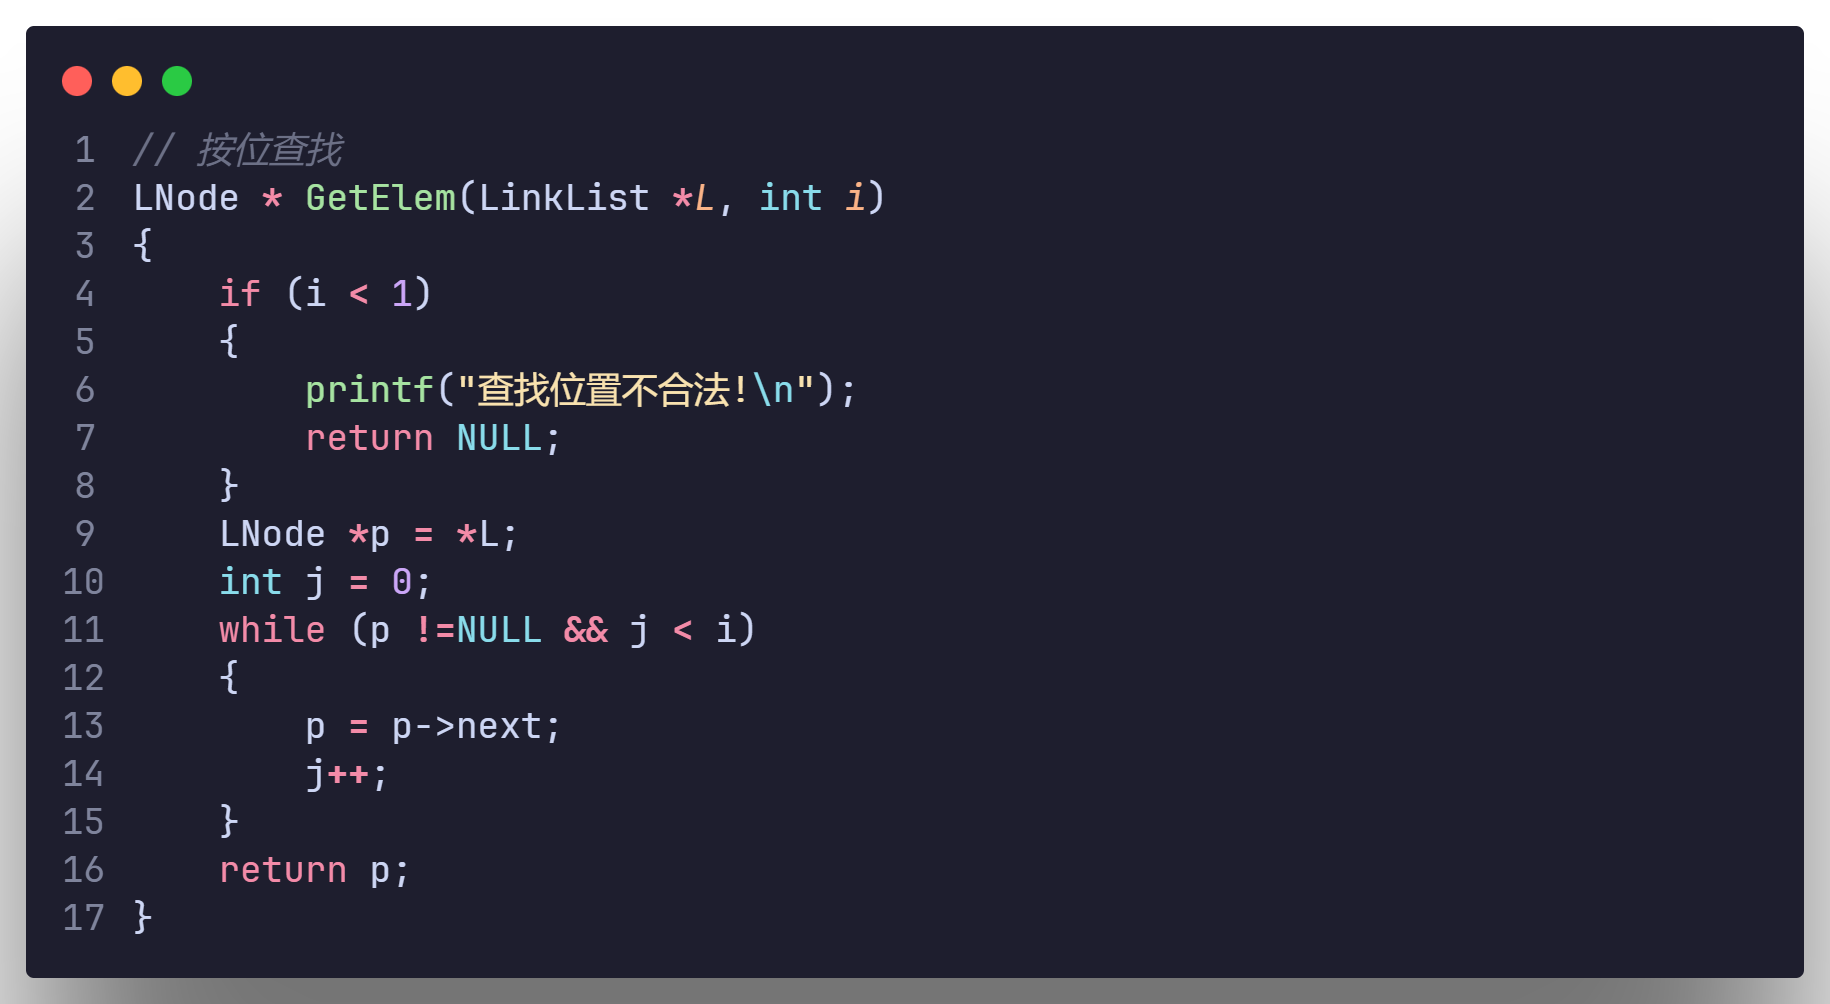 1 // 按位查找
2 LNode * GetElem(LinkList *L, int i)
3 {
4     if (i < 1)
5     {
6         printf("查找位置不合法!\n");
7         return NULL;
8     }
9     LNode *p = *L;
10     int j = 0;
11     while (p !=NULL && j < i)
12     {
13         p = p->next;
14         j++;
15     }
16     return p;
17 }